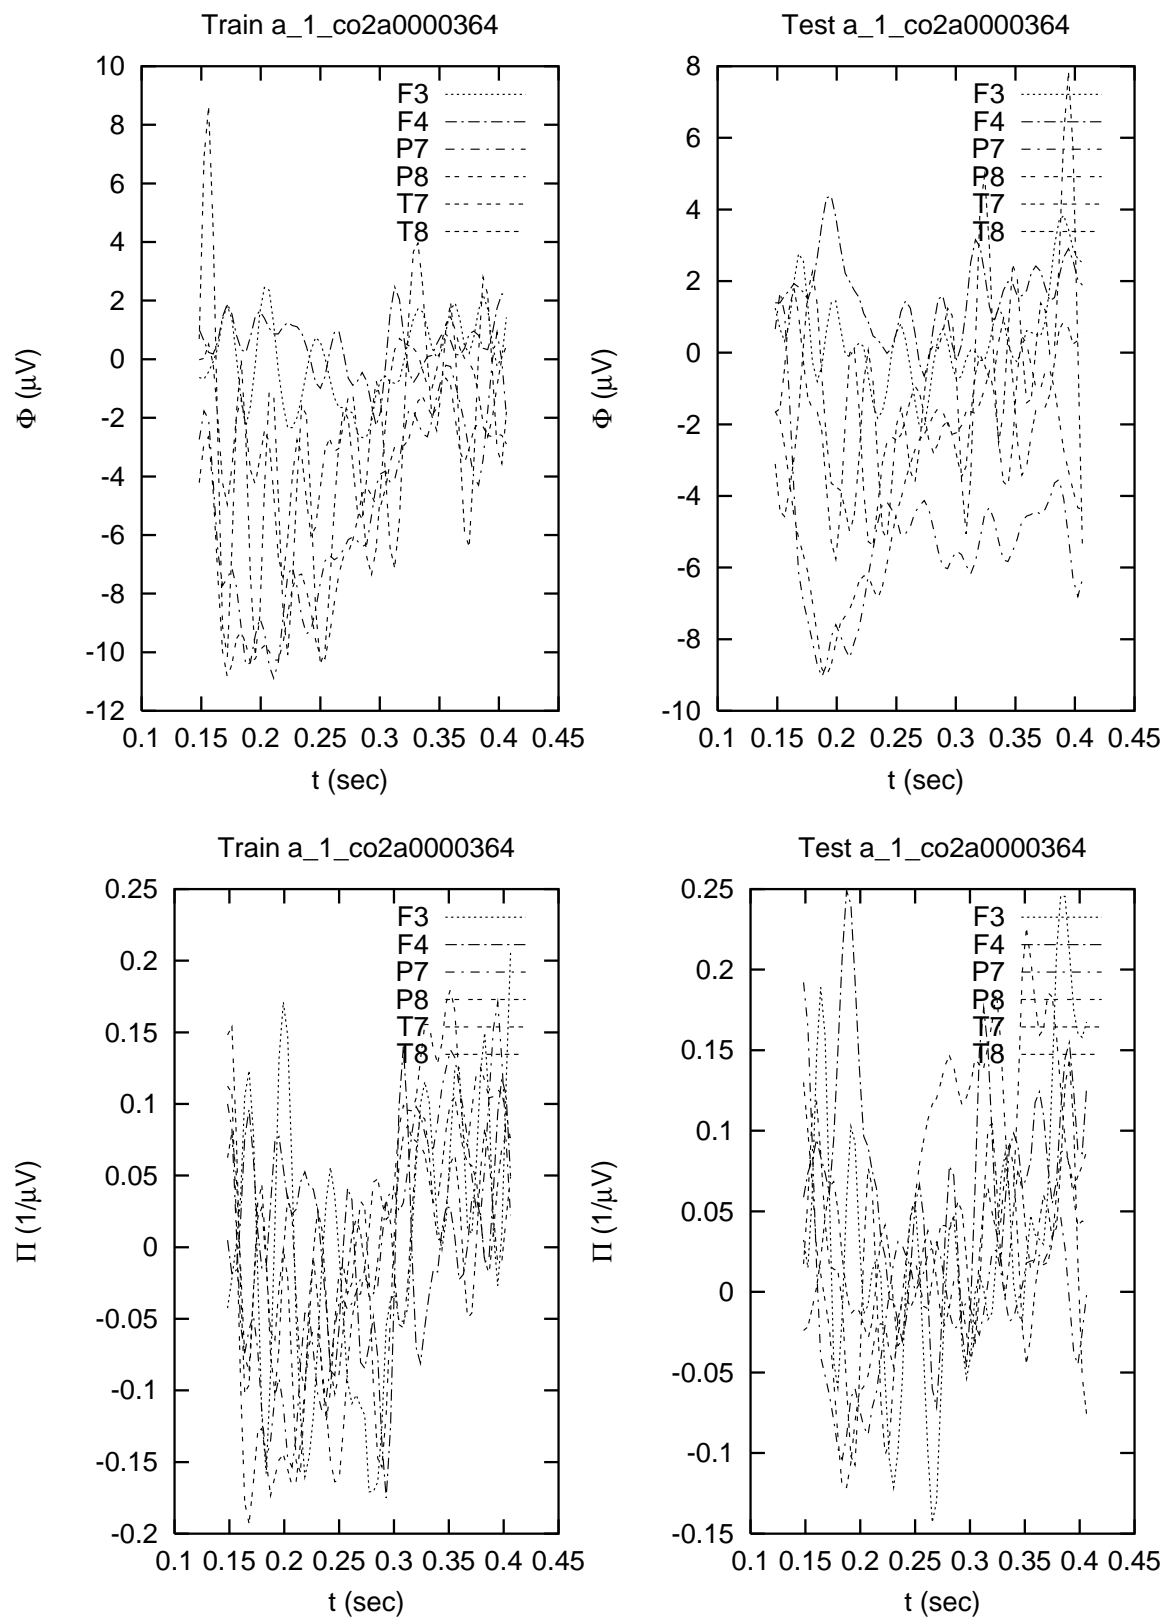 Train a_1_co2a0000364
10
8
6
4
2
0
-2
-4
-6
-8
-10
-12
0.1 0.15 0.2 0.25 0.3 0.35 0.4 0.45
Φ (μV)
t (sec)
F3
F4
P7
P8
T7
T8
Test a_1_co2a0000364
8
6
4
2
0
-2
-4
-6
-8
-10
0.1 0.15 0.2 0.25 0.3 0.35 0.4 0.45
Φ (μV)
t (sec)
F3
F4
P7
P8
T7
T8
Train a_1_co2a0000364
0.25
0.2
0.15
0.1
0.05
0
-0.05
-0.1
-0.15
-0.2
0.1 0.15 0.2 0.25 0.3 0.35 0.4 0.45
Π (1/μV)
t (sec)
F3
F4
P7
P8
T7
T8
Test a_1_co2a0000364
0.25
0.2
0.15
0.1
0.05
0
-0.05
-0.1
-0.15
0.1 0.15 0.2 0.25 0.3 0.35 0.4 0.45
Π (1/μV)
t (sec)
F3
F4
P7
P8
T7
T8